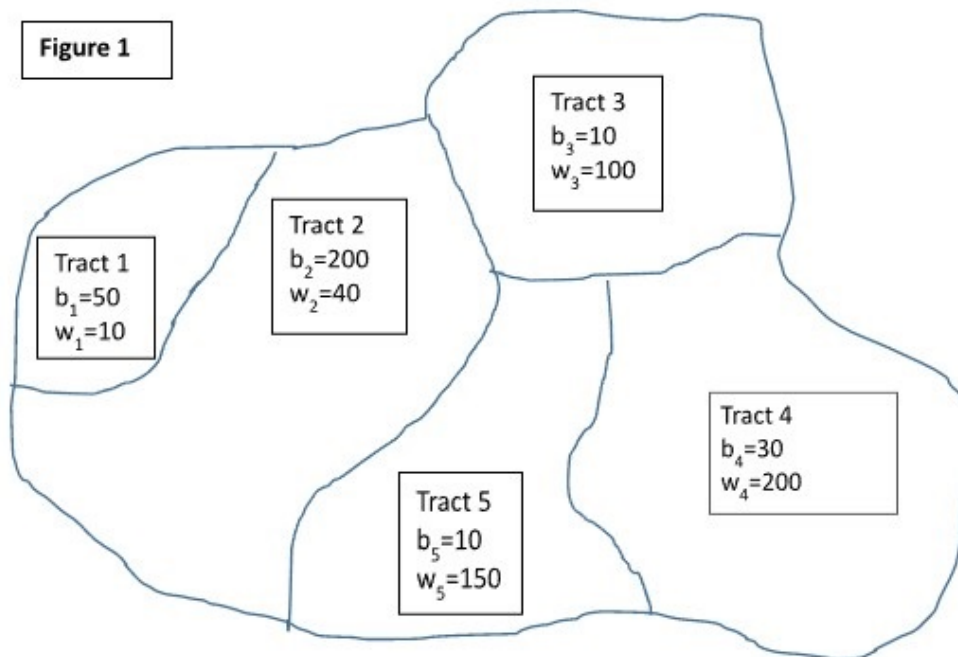 Figure 1
Tract 3
b₃=10
w₃=100
Tract 2
b₂=200
w₂=40
Tract 1
b₁=50
w₁=10
Tract 4
b₄=30
w₄=200
Tract 5
b₅=10
w₅=150